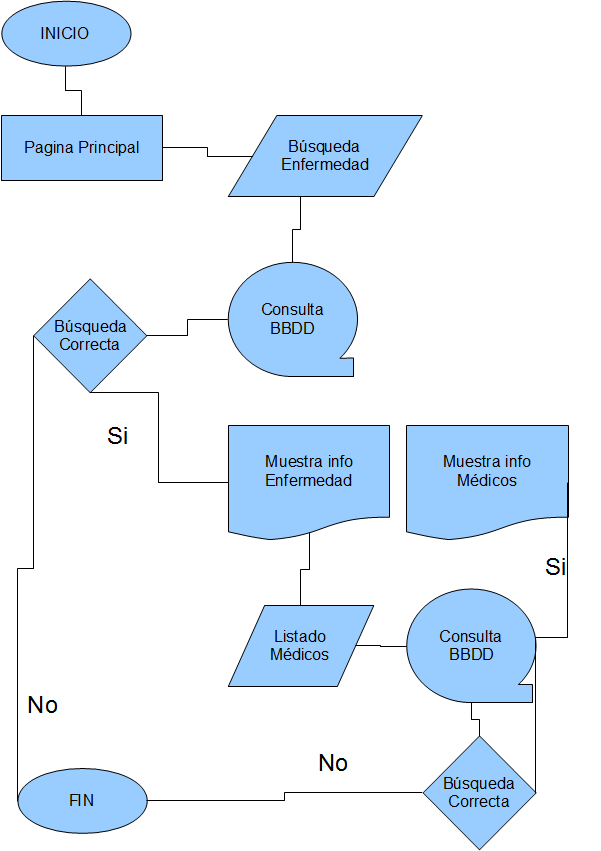 INICIO
Pagina Principal
Búsqueda
Enfermedad
Consulta
BBDD
Búsqueda
Correcta
Si
Muestra info
Enfermedad
Muestra info
Médicos
Si
Listado
Médicos
Consulta
BBDD
No
No
Búsqueda
Correcta
FIN